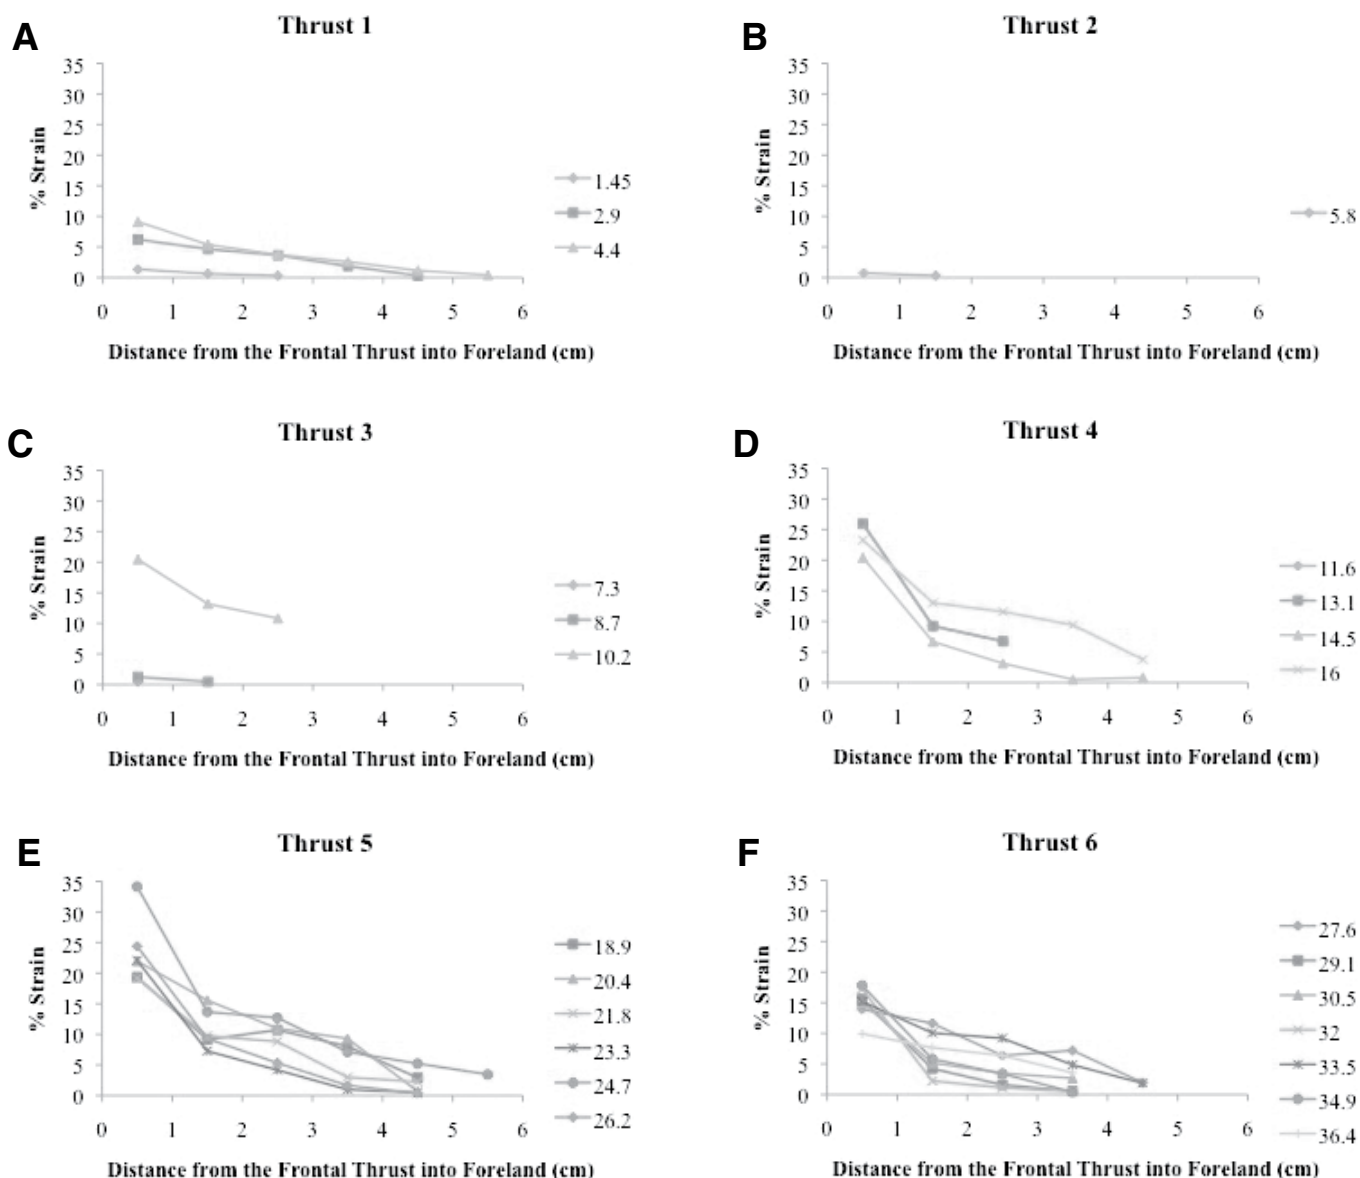 A
Thrust 1
35
30
25
20
15
10
5
0
% Strain
0 1 2 3 4 5 6
Distance from the Frontal Thrust into Foreland (cm)
1.45
2.9
4.4
B
Thrust 2
35
30
25
20
15
10
5
0
% Strain
0 1 2 3 4 5 6
Distance from the Frontal Thrust into Foreland (cm)
5.8
C
Thrust 3
35
30
25
20
15
10
5
0
% Strain
0 1 2 3 4 5 6
Distance from the Frontal Thrust into Foreland (cm)
7.3
8.7
10.2
D
Thrust 4
35
30
25
20
15
10
5
0
% Strain
0 1 2 3 4 5 6
Distance from the Frontal Thrust into Foreland (cm)
11.6
13.1
14.5
16
E
Thrust 5
35
30
25
20
15
10
5
0
% Strain
0 1 2 3 4 5 6
Distance from the Frontal Thrust into Foreland (cm)
18.9
20.4
21.8
23.3
24.7
26.2
F
Thrust 6
35
30
25
20
15
10
5
0
% Strain
0 1 2 3 4 5 6
Distance from the Frontal Thrust into Foreland (cm)
27.6
29.1
30.5
32
33.5
34.9
36.4